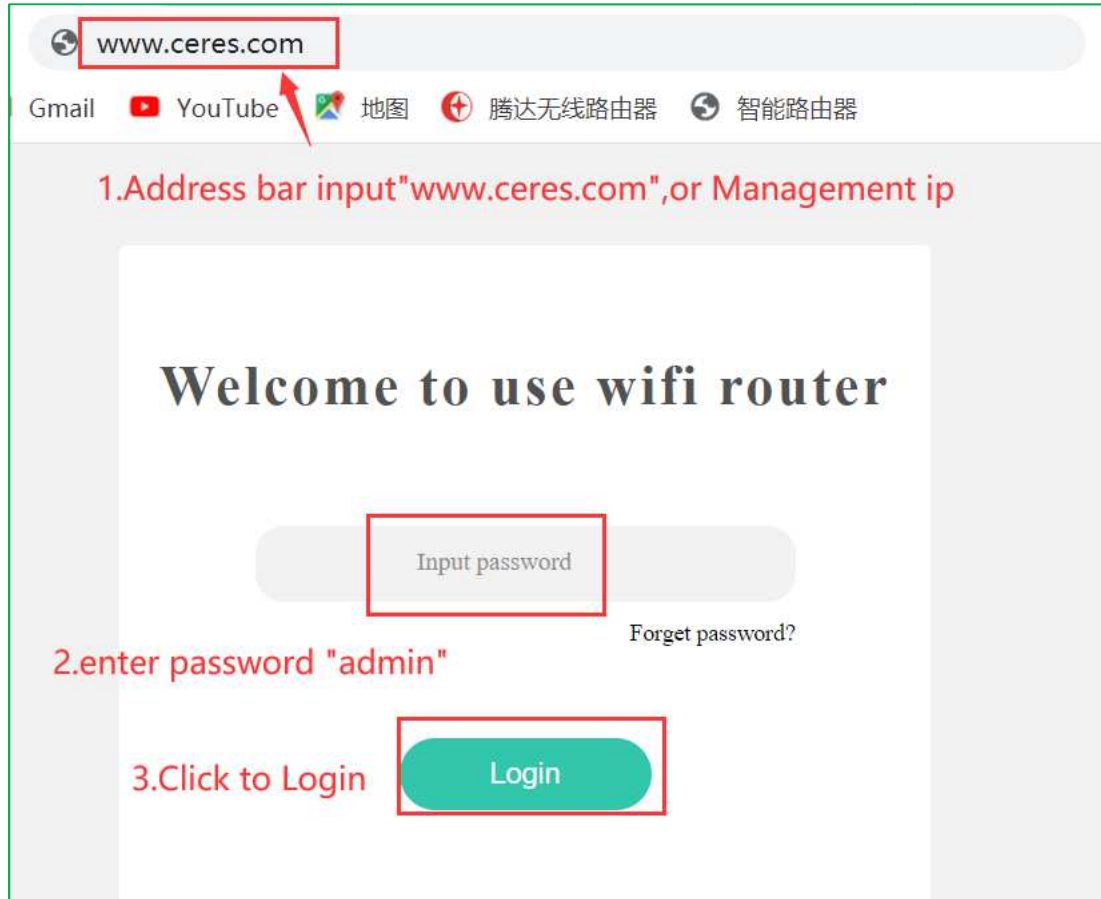 www.ceres.com
Gmail YouTube 地图 腾达无线路由器 智能路由器
1.Address bar input"www.ceres.com",or Management ip
Welcome to use wifi router
Input password
Forget password?
2.enter password "admin"
3.Click to Login
Login